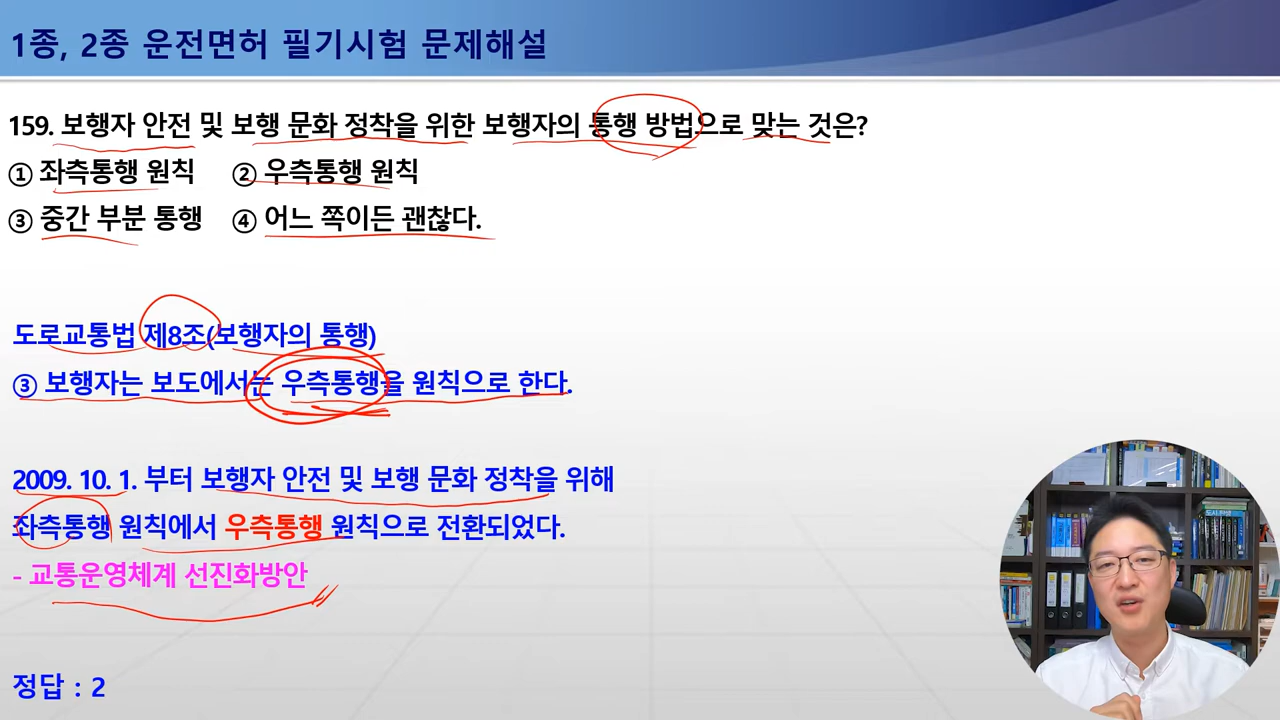 1종, 2종 운전면허 필기시험 문제해설
159. 보행자 안전 및 보행 문화 정착을 위한 보행자의 통행 방법으로 맞는 것은?
① 좌측통행 원칙 ② 우측통행 원칙
③ 중간 부분 통행 ④ 어느 쪽이든 괜찮다.
도로교통법 제8조(보행자의 통행)
③ 보행자는 보도에서는 우측통행을 원칙으로 한다.
2009. 10. 1. 부터 보행자 안전 및 보행 문화 정착을 위해
좌측통행 원칙에서 우측통행 원칙으로 전환되었다.
- 교통운영체계 선진화방안
정답 : 2